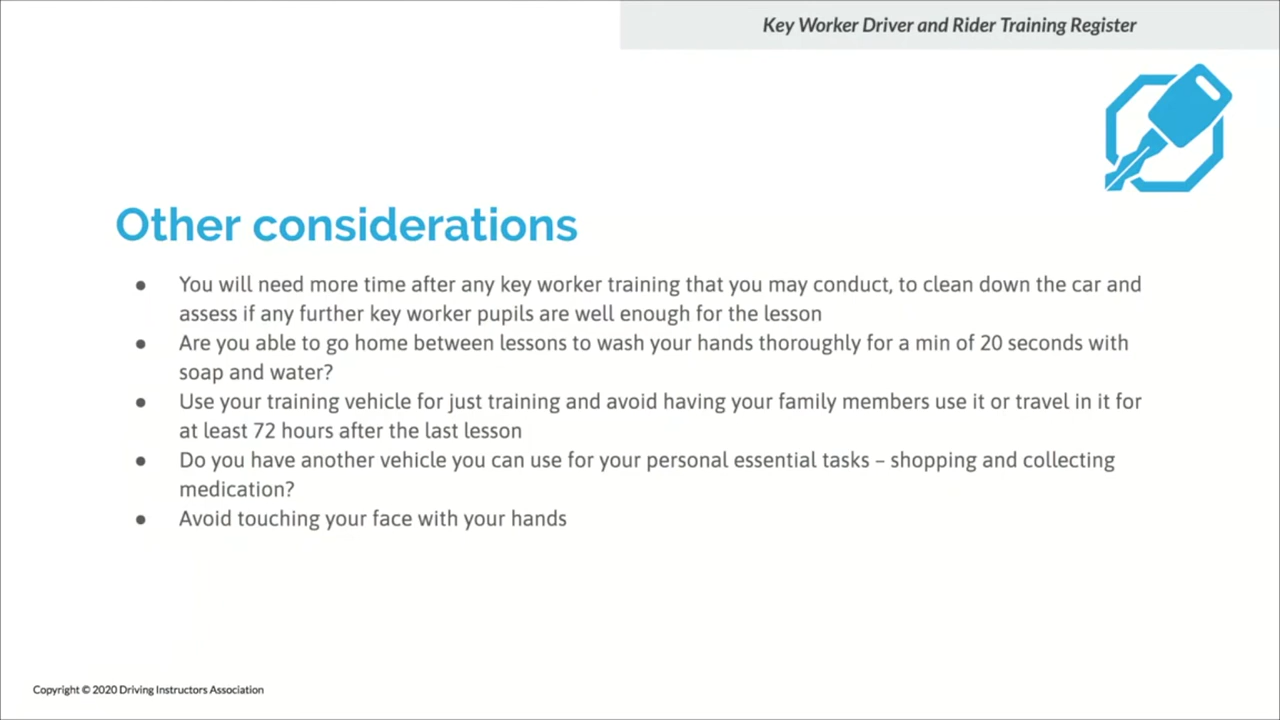 Key Worker Driver and Rider Training Register
Other considerations
● You will need more time after any key worker training that you may conduct, to clean down the car and
assess if any further key worker pupils are well enough for the lesson
● Are you able to go home between lessons to wash your hands thoroughly for a min of 20 seconds with
soap and water?
● Use your training vehicle for just training and avoid having your family members use it or travel in it for
at least 72 hours after the last lesson
● Do you have another vehicle you can use for your personal essential tasks – shopping and collecting
medication?
● Avoid touching your face with your hands
Copyright © 2020 Driving Instructors Association